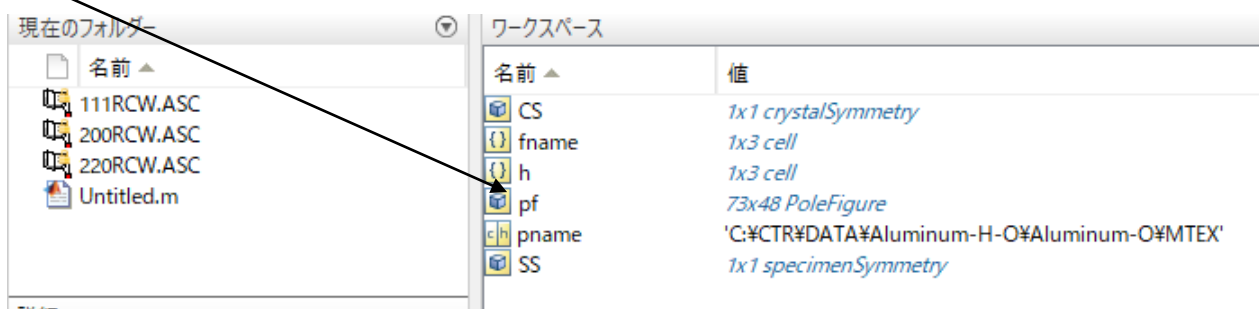 現在のフォルダー
名前
111RCW.ASC
200RCW.ASC
220RCW.ASC
Untitled.m
ワークスペース
名前 値
CS 1x1 crystalSymmetry
fname 1x3 cell
h 1x3 cell
pf 73x48 PoleFigure
ch pname 'C:¥CTR¥DATA¥Aluminum-H-O¥Aluminum-O¥MTEX'
SS 1x1 specimenSymmetry